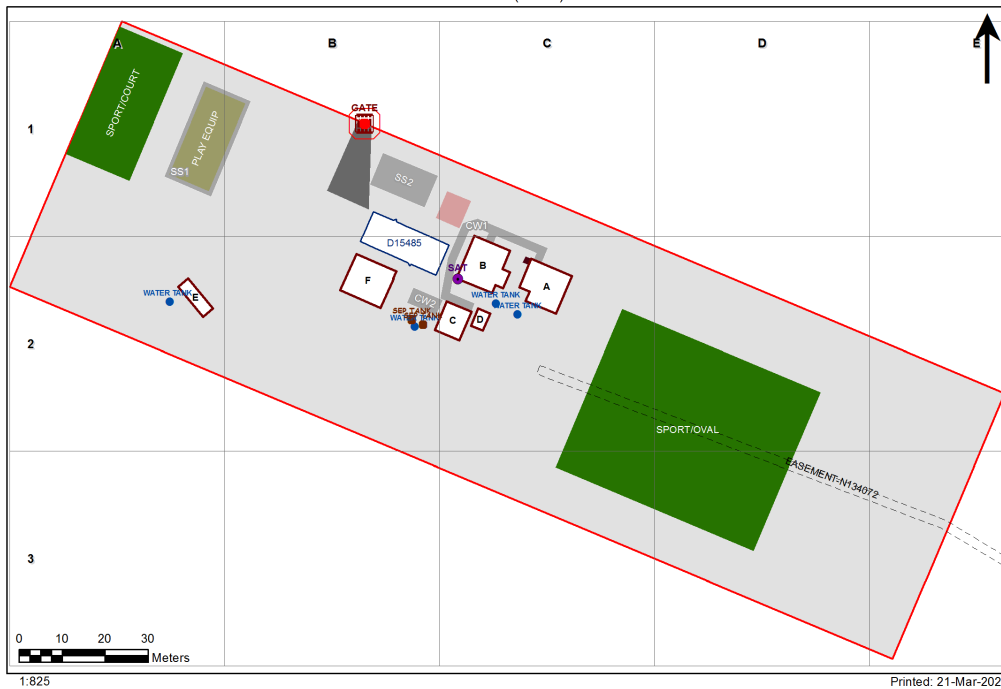 A
B
C
D
E
GATE
1
SPORT/COURT
PLAY EQUIP
SS1
SS2
CW1
D15485
SAT
B
F
A
WATER TANK
E
WATER TANK
WATER TANK
CW2
SEP TANK
WATER TANK
C
D
2
SPORT/OVAL
EASEMENT-N134072
3
0 10 20 30
Meters
1:825
Printed: 21-Mar-202